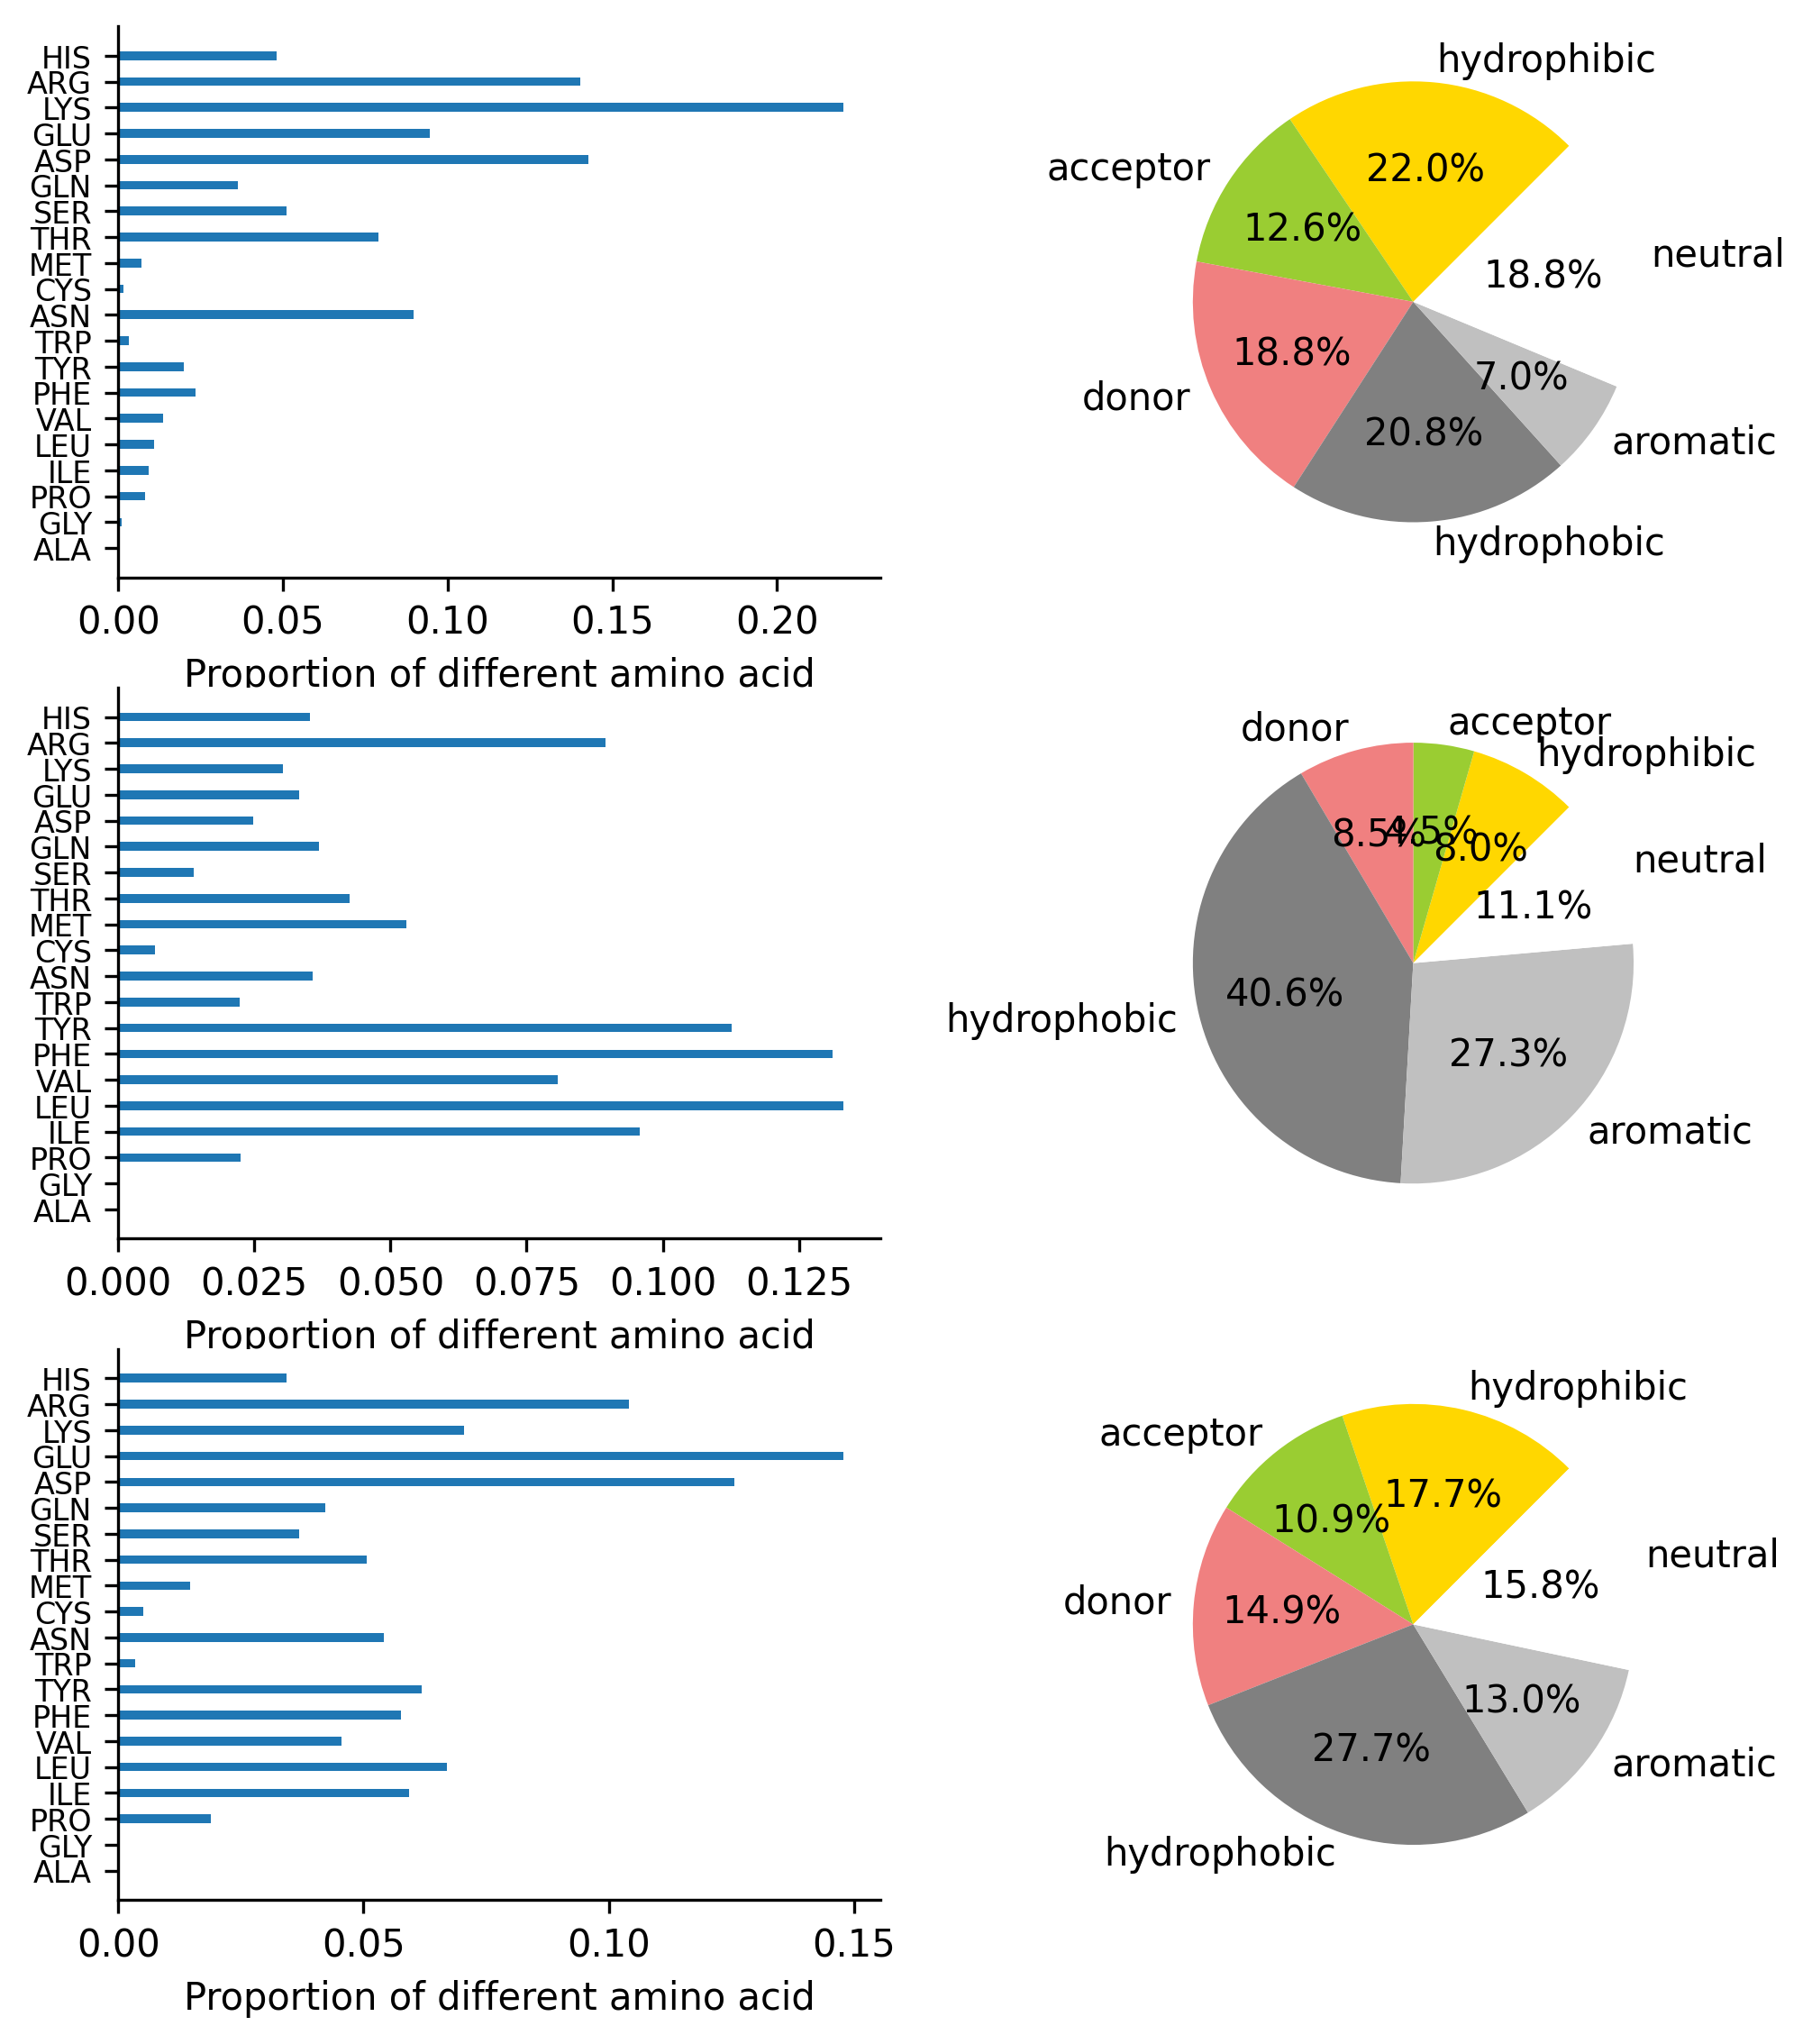 HIS
ARG
LYS
GLU
ASP
GLN
SER
THR
MET
CYS
ASN
TRP
TYR
PHE
VAL
LEU
ILE
PRO
GLY
ALA
0.00 0.05 0.10 0.15 0.20
Proportion of different amino acid
hydrophibic
22.0%
acceptor
12.6%
neutral
18.8%
donor
18.8%
7.0%
aromatic
20.8%
hydrophobic
HIS
ARG
LYS
GLU
ASP
GLN
SER
THR
MET
CYS
ASN
TRP
TYR
PHE
VAL
LEU
ILE
PRO
GLY
ALA
0.000 0.025 0.050 0.075 0.100 0.125
Proportion of different amino acid
donor
acceptor
hydrophibic
8.5%
4.5%
8.0%
neutral
11.1%
40.6%
hydrophobic
27.3%
aromatic
HIS
ARG
LYS
GLU
ASP
GLN
SER
THR
MET
CYS
ASN
TRP
TYR
PHE
VAL
LEU
ILE
PRO
GLY
ALA
0.00 0.05 0.10 0.15
Proportion of different amino acid
hydrophibic
acceptor
17.7%
10.9%
neutral
15.8%
donor
14.9%
13.0%
27.7%
aromatic
hydrophobic